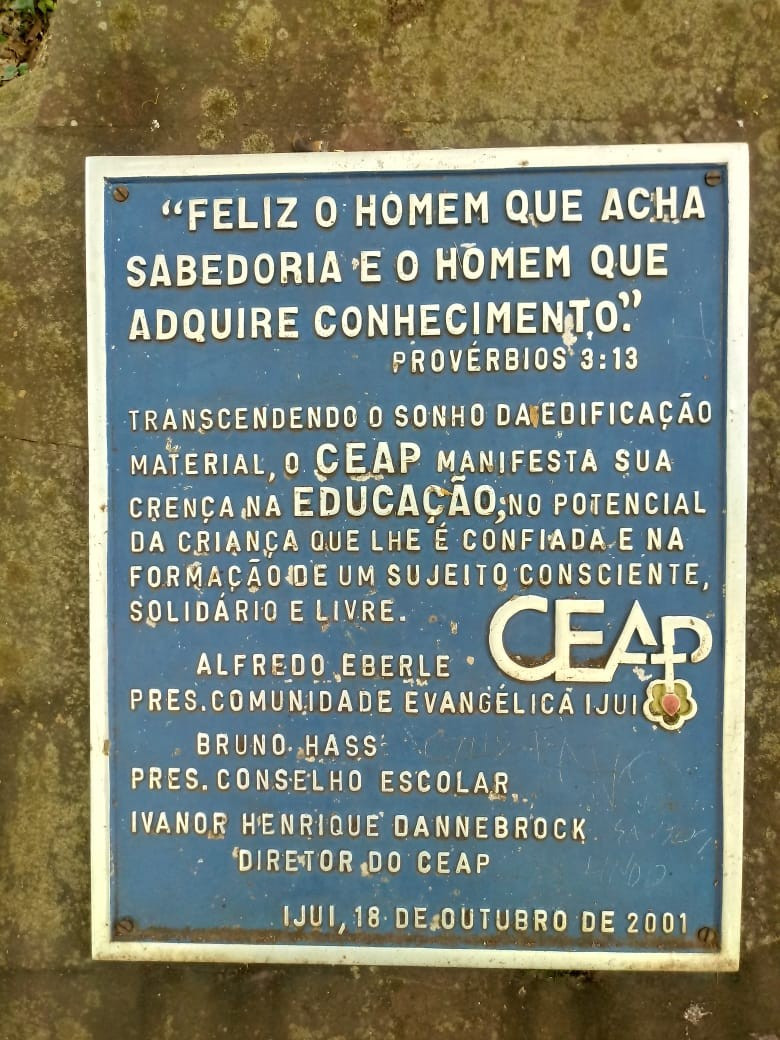 “FELIZ O HOMEM QUE ACHA
SABEDORIA E O HOMEM QUE
ADQUIRE CONHECIMENTO.”
PROVÉRBIOS 3:13
TRANSCENDENDO O SONHO DA EDIFICAÇÃO
MATERIAL, O CEAP MANIFESTA SUA
CRENÇA NA EDUCAÇÃO, NO POTENCIAL
DA CRIANÇA QUE LHE É CONFIADA E NA
FORMAÇÃO DE UM SUJEITO CONSCIENTE,
SOLIDÁRIO E LIVRE.
CEAP
ALFREDO EBERLE
PRES. COMUNIDADE EVANGÉLICA IJUI
BRUNO HASS
PRES. CONSELHO ESCOLAR
IVANOR HENRIQUE DANNEBROCK
DIRETOR DO CEAP
IJUI, 18 DE OUTUBRO DE 2001